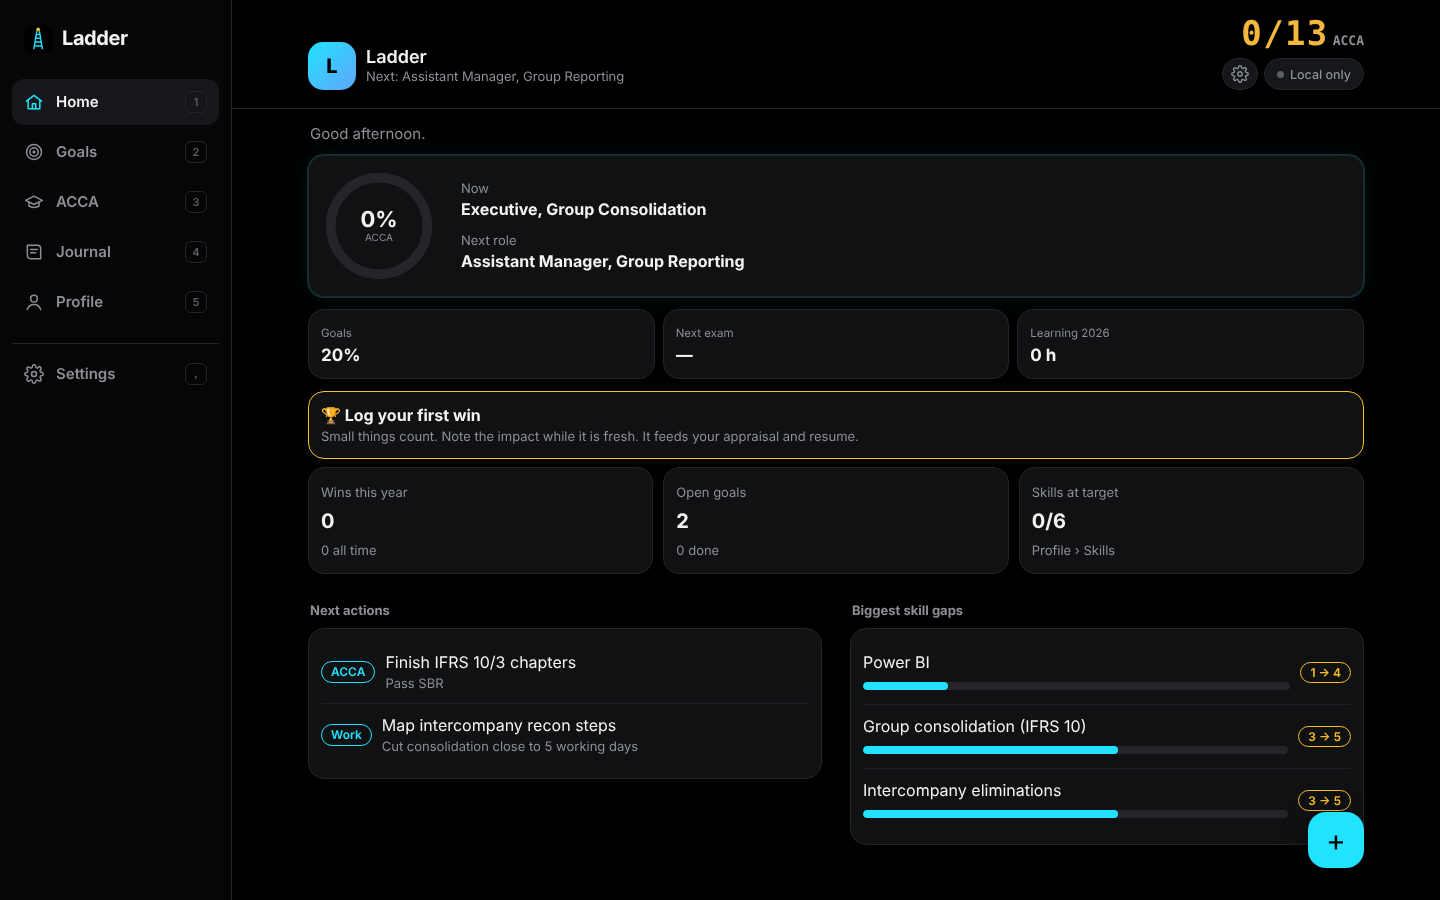 Ladder
Home 1
Goals 2
ACCA 3
Journal 4
Profile 5
Settings ,
0/13 ACCA
L
Ladder
Next: Assistant Manager, Group Reporting
Local only
Good afternoon.
0%
ACCA
Now
Executive, Group Consolidation
Next role
Assistant Manager, Group Reporting
Goals
20%
Next exam
—
Learning 2026
0 h
🏆 Log your first win
Small things count. Note the impact while it is fresh. It feeds your appraisal and resume.
Wins this year
0
0 all time
Open goals
2
0 done
Skills at target
0/6
Profile › Skills
Next actions
ACCA
Finish IFRS 10/3 chapters
Pass SBR
Work
Map intercompany recon steps
Cut consolidation close to 5 working days
Biggest skill gaps
Power BI
1 → 4
Group consolidation (IFRS 10)
3 → 5
Intercompany eliminations
3 → 5
+